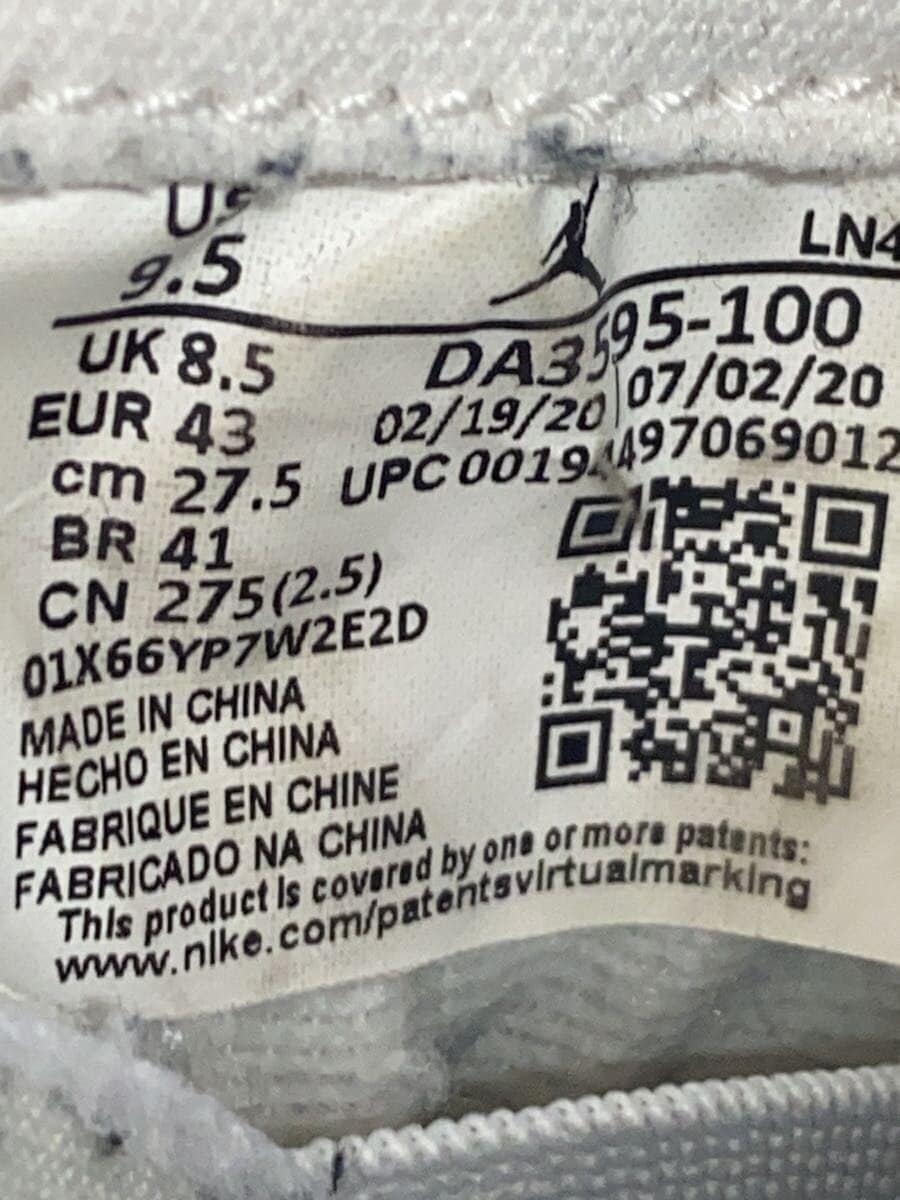 US LN4
9.5
UK 8.5 DA3595-100
EUR 43 02/19/20 07/02/20
cm 27.5 UPC 00194497069012
BR 41
CN 275(2.5)
01X66YP7W2E2D
MADE IN CHINA
HECHO EN CHINA
FABRIQUE EN CHINE
FABRICADO NA CHINA
This product is covered by one or more patents:
www.nike.com/patentsvirtualmarking